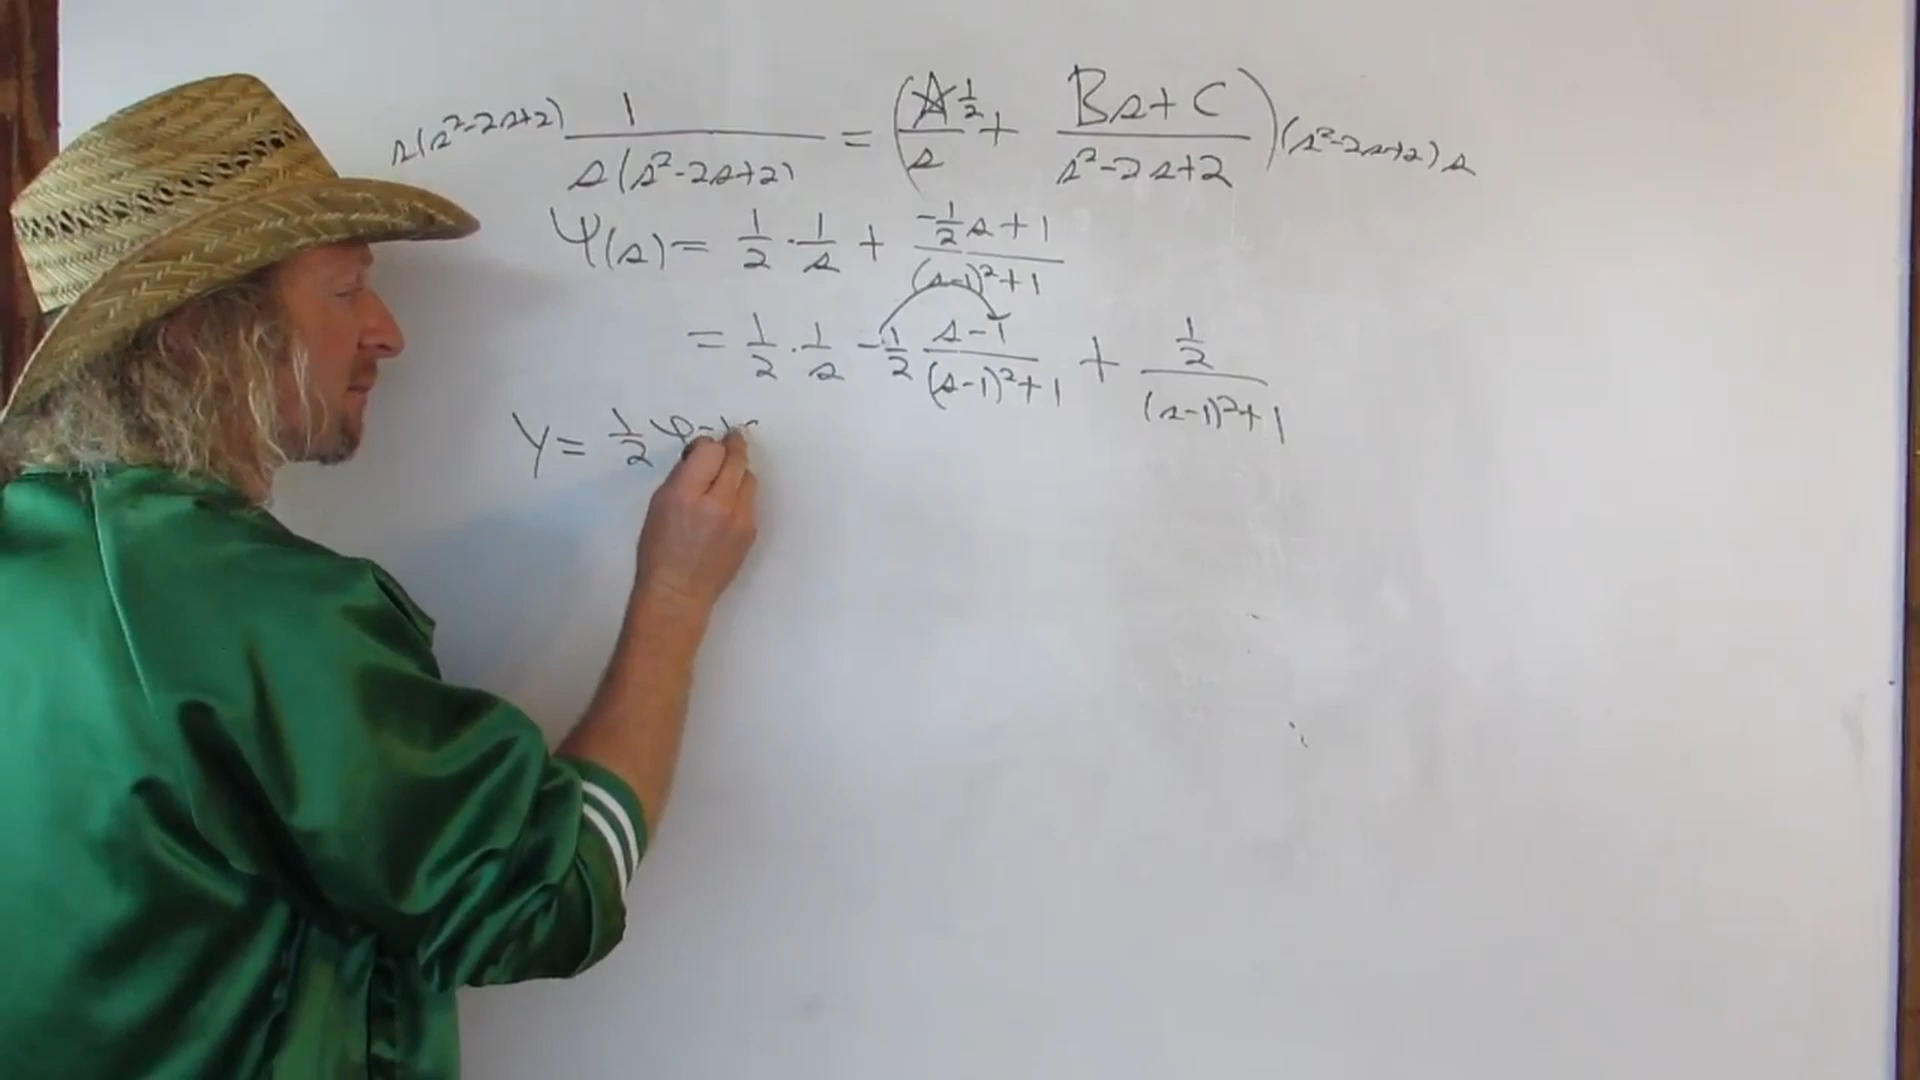 s(s²-2s+2) 1/(s(s²-2s+2)) = (A 1/2/s + (Bs+C)/(s²-2s+2)) (s²-2s+2) s
Ψ(s) = 1/2 · 1/s + (-1/2 s + 1)/((s-1)²+1)
= 1/2 · 1/s - 1/2 (s-1)/((s-1)²+1) + (1/2)/((s-1)²+1)
y = 1/2